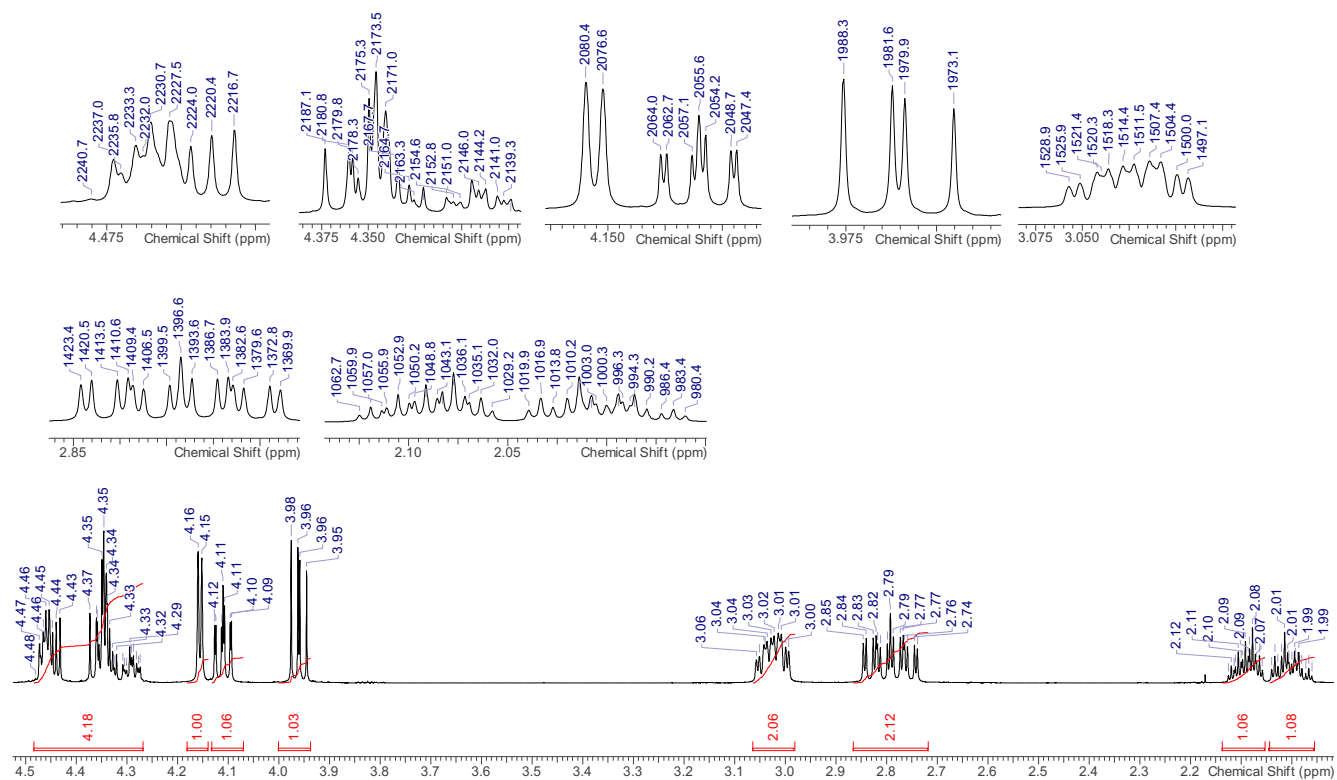 2240.7 2237.0 2235.8 2233.3 2232.0 2230.7 2227.5 2224.0 2220.4 2216.7
4.475
Chemical Shift (ppm)
2187.1 2180.8 2179.8 2178.3 2175.3 2173.5 2171.0 2167.7 2164.7 2163.3 2154.6 2152.8 2151.0 2146.0 2144.2 2141.0 2139.3
4.375 4.350
Chemical Shift (ppm)
2080.4 2076.6 2064.0 2062.7 2057.1 2055.6 2054.2 2048.7 2047.4
4.150
Chemical Shift (ppm)
1988.3 1981.6 1979.9 1973.1
3.975
Chemical Shift (ppm)
1528.9 1525.9 1521.4 1520.3 1518.3 1514.4 1511.5 1507.4 1504.4 1500.0 1497.1
3.075 3.050
Chemical Shift (ppm)
1423.4 1420.5 1413.5 1410.6 1409.4 1406.5 1399.5 1396.6 1393.6 1386.7 1383.9 1382.6 1379.6 1372.8 1369.9
2.85
Chemical Shift (ppm)
1062.7 1059.9 1057.0 1055.9 1052.9 1050.2 1048.8 1043.1 1036.1 1035.1 1032.0 1029.2 1019.9 1016.9 1013.8 1010.2 1003.0 1000.3 996.3 994.3 990.2 986.4 983.4 980.4
2.10 2.05
Chemical Shift (ppm)
4.48 4.47 4.46 4.46 4.45 4.44 4.43 4.37 4.35 4.35 4.34 4.34 4.33 4.33 4.32 4.29
4.16 4.15 4.12 4.11 4.11 4.10 4.09
3.98 3.96 3.96 3.95
3.06 3.04 3.04 3.03 3.02 3.01 3.01 3.00
2.85 2.84 2.83 2.82 2.79 2.79 2.77 2.77 2.76 2.74
2.12 2.11 2.10 2.09 2.09 2.08 2.07 2.01 2.01 1.99 1.99
4.18 1.00 1.06 1.03 2.06 2.12 1.06 1.08
4.5 4.4 4.3 4.2 4.1 4.0 3.9 3.8 3.7 3.6 3.5 3.4 3.3 3.2 3.1 3.0 2.9 2.8 2.7 2.6 2.5 2.4 2.3 2.2
Chemical Shift (ppm)